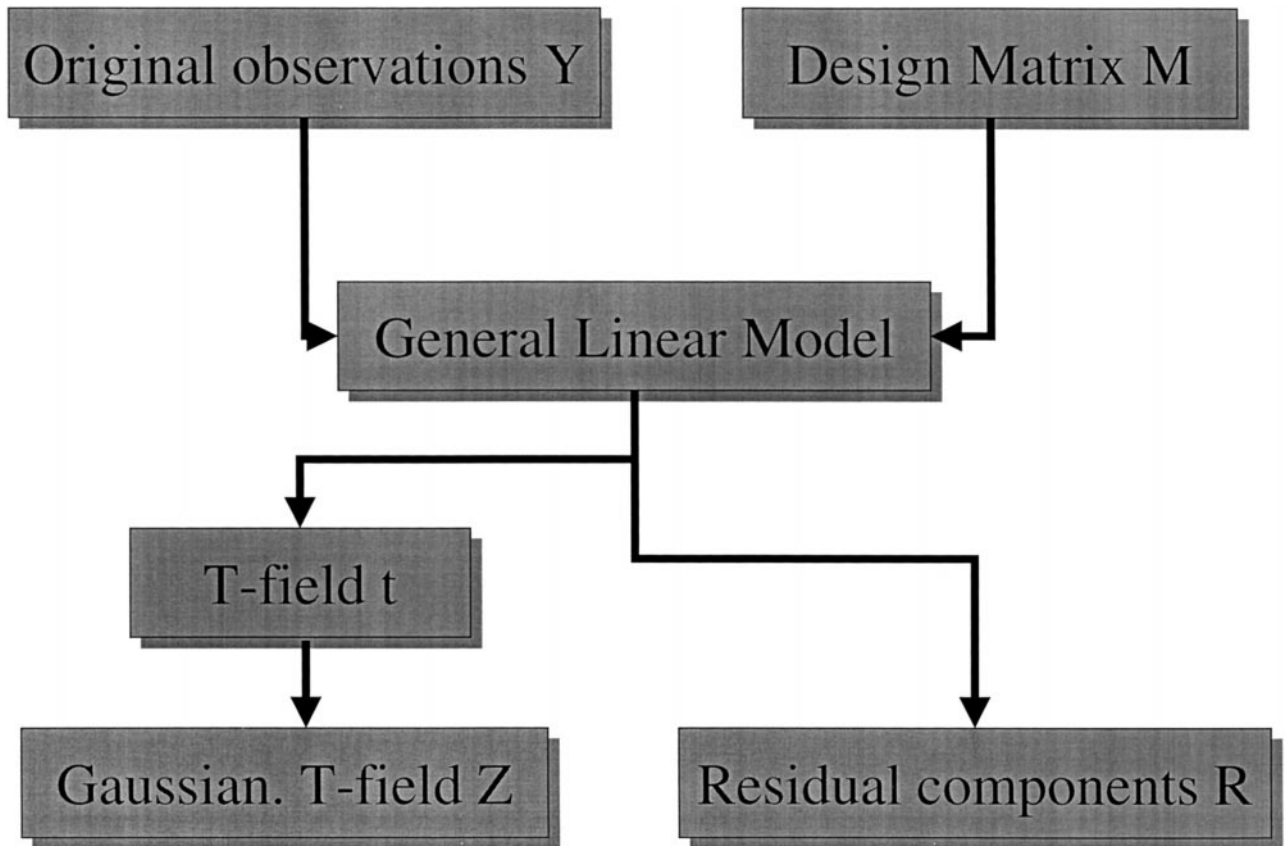 Original observations Y
Design Matrix M
General Linear Model
T-field t
Gaussian. T-field Z
Residual components R